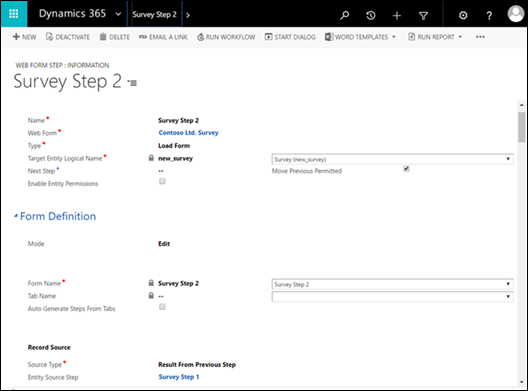 Dynamics 365 Survey Step 2 >
+ NEW DEACTIVATE DELETE EMAIL A LINK RUN WORKFLOW START DIALOG WORD TEMPLATES RUN REPORT •••
WEB FORM STEP : INFORMATION
Survey Step 2
Name* Survey Step 2
Web Form* Contoso Ltd. Survey
Type* Load Form
Target Entity Logical Name* new_survey Survey (new_survey)
Next Step* -- Move Previous Permitted
Enable Entity Permissions
Form Definition
Mode Edit
Form Name* Survey Step 2 Survey Step 2
Tab Name --
Auto Generate Steps From Tabs
Record Source
Source Type* Result From Previous Step
Entity Source Step Survey Step 1